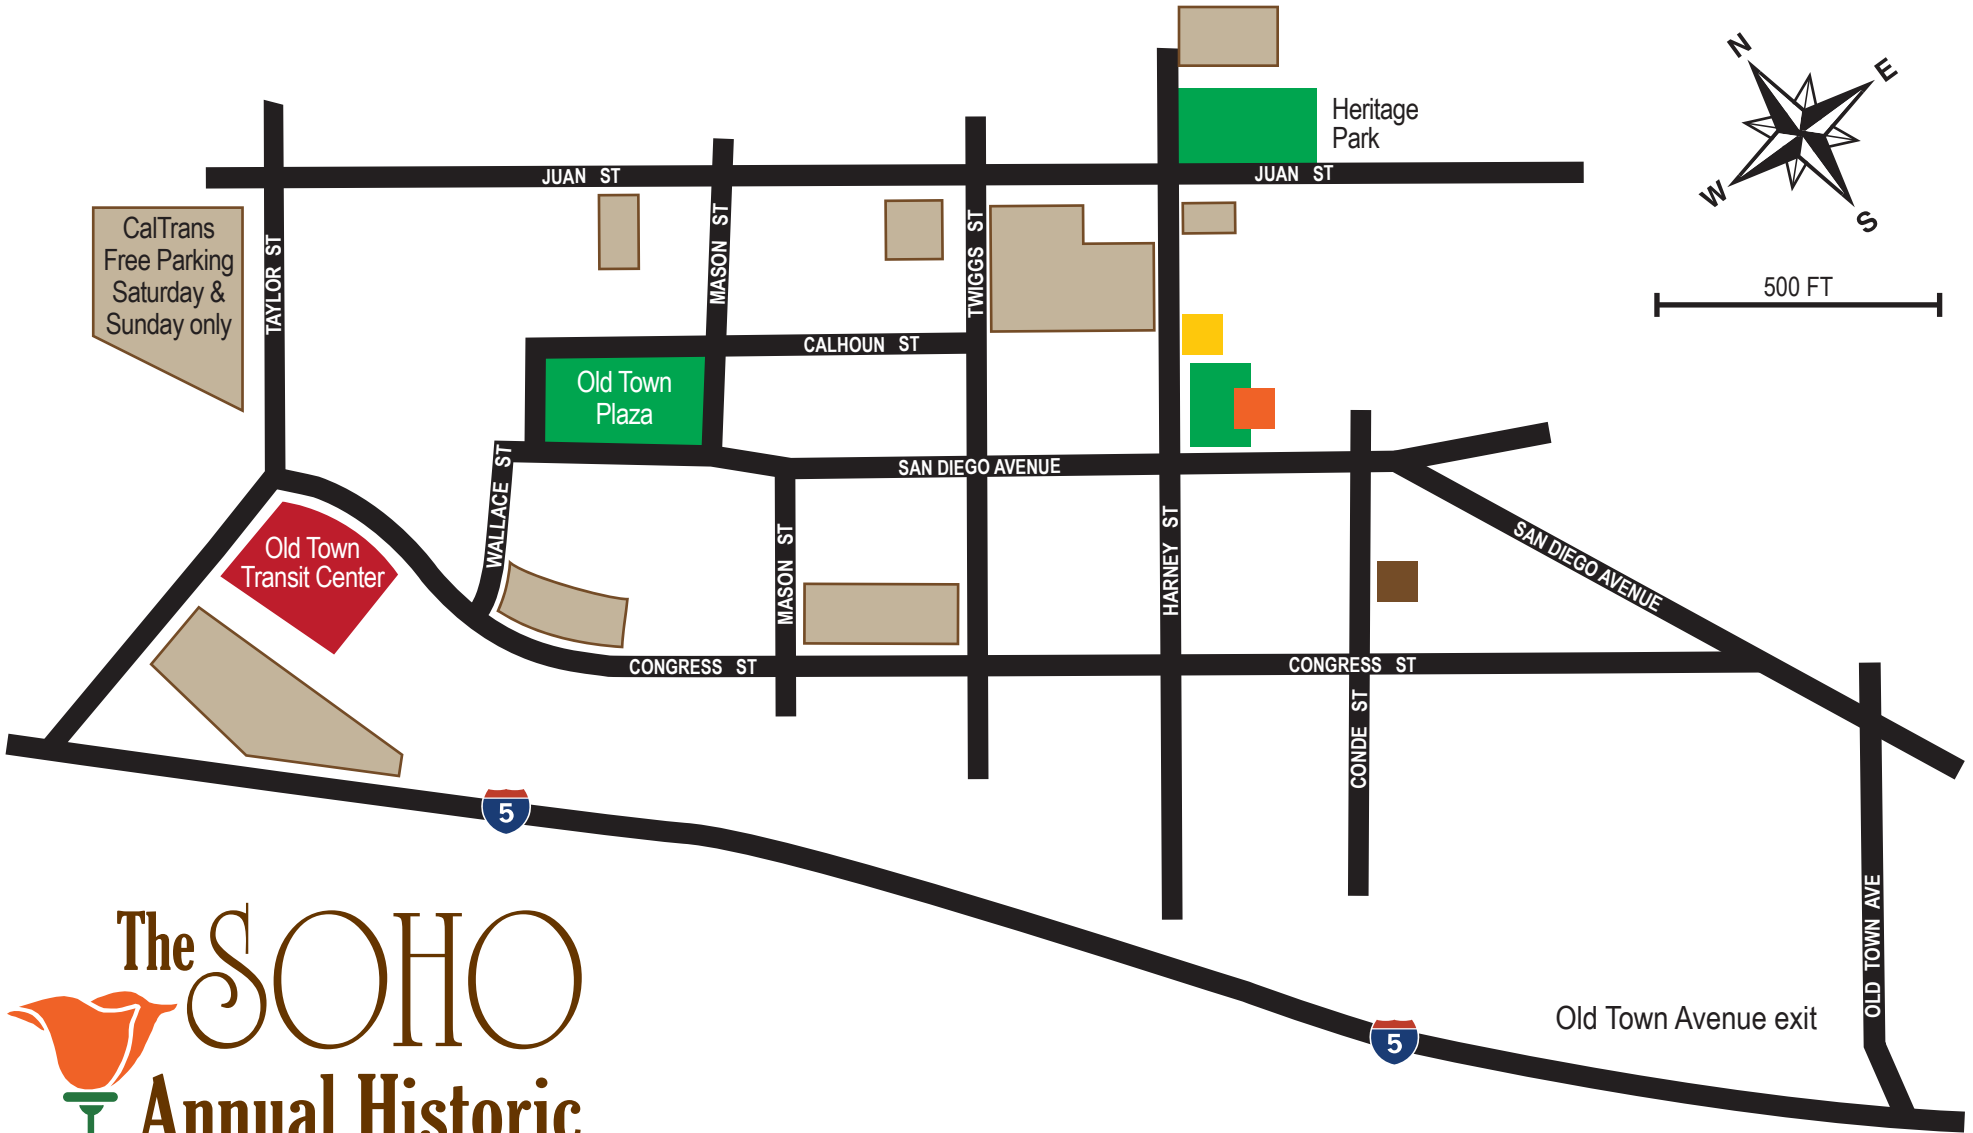 N
E
W
S
Heritage
Park
JUAN ST
JUAN ST
CalTrans
Free Parking
Saturday &
Sunday only
TAYLOR ST
MASON ST
TWIGGS ST
500 FT
CALHOUN ST
Old Town
Plaza
SAN DIEGO AVENUE
WALLACE ST
Old Town
Transit Center
MASON ST
HARNEY ST
SAN DIEGO AVENUE
CONGRESS ST
CONGRESS ST
CONDE ST
5
OLD TOWN AVE
Old Town Avenue exit
5
The SOHO
Annual Historic